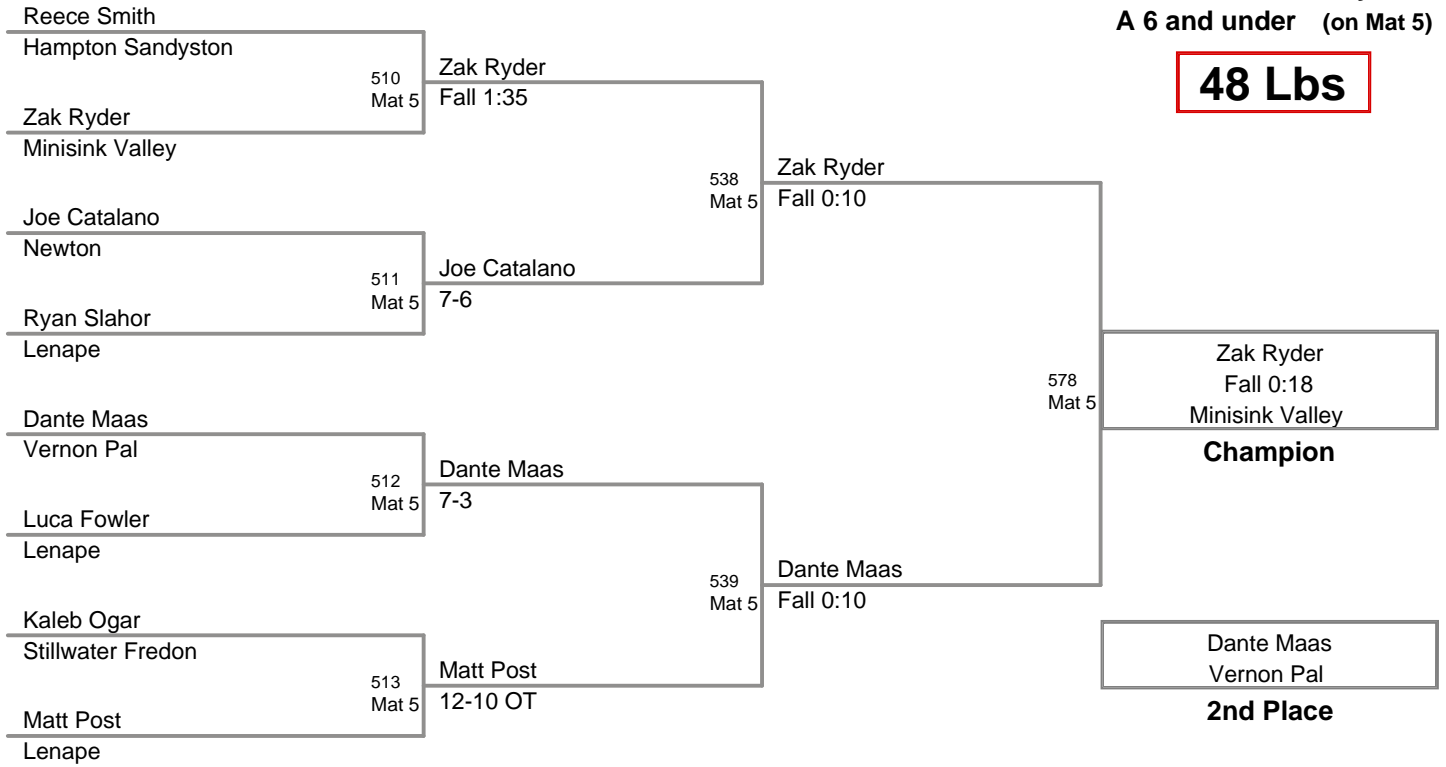 A 6 and under (on Mat 5)
48 Lbs
Reece Smith
Hampton Sandyston
510
Mat 5
Zak Ryder
Fall 1:35
Zak Ryder
Minisink Valley
538
Mat 5
Zak Ryder
Fall 0:10
Joe Catalano
Newton
511
Mat 5
Joe Catalano
7-6
Ryan Slahor
Lenape
578
Mat 5
Zak Ryder
Fall 0:18
Minisink Valley
Champion
Dante Maas
Vernon Pal
512
Mat 5
Dante Maas
7-3
Luca Fowler
Lenape
539
Mat 5
Dante Maas
Fall 0:10
Kaleb Ogar
Stillwater Fredon
513
Mat 5
Matt Post
12-10 OT
Matt Post
Lenape
Dante Maas
Vernon Pal
2nd Place